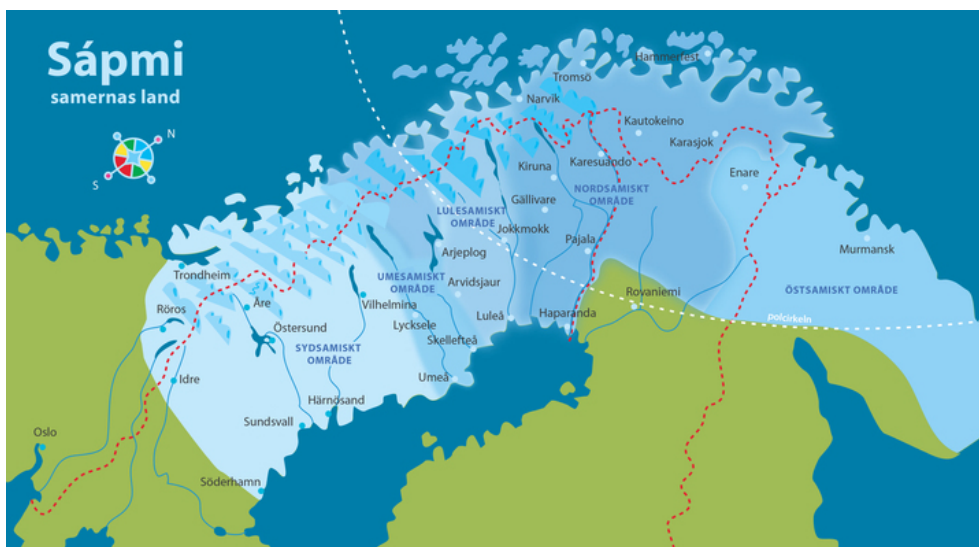 Sápmi
samernas land
N
S
Hammerfest
Tromsö
Narvik
Kautokeino
Karasjok
Kiruna
Karesuando
Enare
NORDSAMISKT
OMRÅDE
Gällivare
LULESAMISKT
OMRÅDE
Jokkmokk
Pajala
Murmansk
Arjeplog
Trondheim
UMESAMISKT
OMRÅDE
Arvidsjaur
ÖSTSAMISKT OMRÅDE
Rovaniemi
Röros
Åre
Vilhelmina
Luleå
Haparanda
polcirkeln
Östersund
Lycksele
Skellefteå
SYDSAMISKT
OMRÅDE
Idre
Umeå
Härnösand
Sundsvall
Oslo
Söderhamn